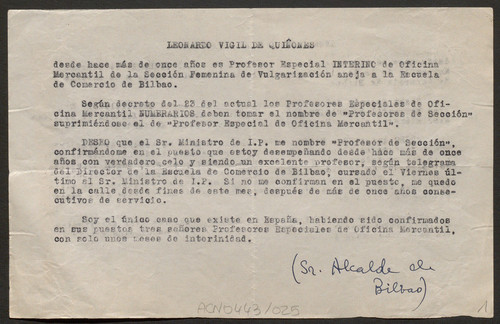 LEONARDO VIGIL DE QUIÑONES
desde hace más de once años es Profesor Especial INTERINO de Oficina
Mercantil de la Sección Femenina de Vulgarización aneja a la Escuela
de Comercio de Bilbao.
Según decreto del 23 del actual los Profesores Especiales de Ofi-
cina Mercantil NUMERARIOS deben tomar el nombre de "Profesores de Sección"
suprimiéndose el de "Profesor Especial de Oficina Mercantil".
DESEO que el Sr. Ministro de I.P. me nombre "Profesor de Sección",
confirmándome en el puesto que estoy desempeñando desde hace más de once
años con verdadero celo y siendo un excelente profesor, según telegrama
del Director de la Escuela de Comercio de Bilbao, cursado el Viernes úl-
timo al Sr. Ministro de I.P. Si no me confirman en el puesto, me quedo
en la calle desde fines de este mes, después de más de once años conse-
cutivos de servicio.
Soy el único caso que existe en España, habiendo sido confirmados
en sus puestos tres señores Profesores Especiales de Oficina Mercantil,
con solo unos meses de interinidad.
(Sr. Alcalde de
Bilbao)
ACN0443/025
1